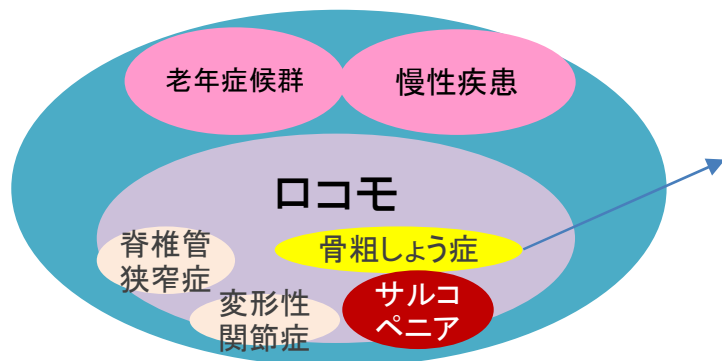 老年症候群
慢性疾患
ロコモ
脊椎管
狭窄症
骨粗しょう症
変形性
関節症
サルコ
ペニア